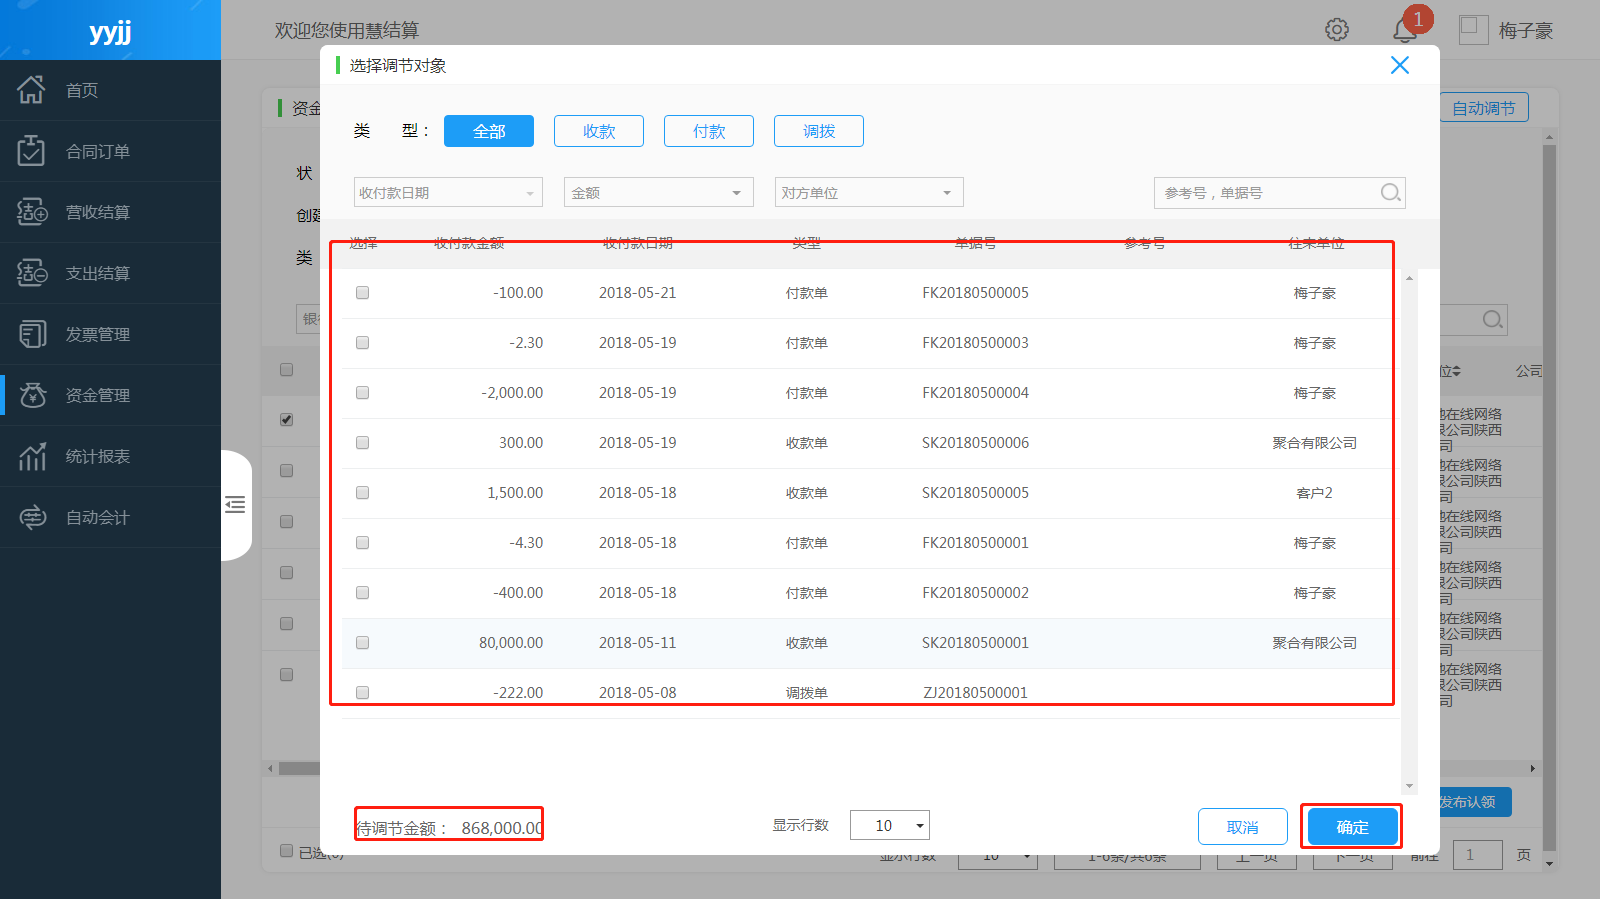 yyjj
欢迎您使用慧结算
1
梅子豪
首页
合同订单
营收结算
支出结算
发票管理
资金管理
统计报表
自动会计
资金
自动调节
状
创建
类
银行
位
公司
地在线网络
限公司陕西
司
地在线网络
限公司陕西
司
地在线网络
限公司陕西
司
地在线网络
限公司陕西
司
地在线网络
限公司陕西
司
地在线网络
限公司陕西
司
选择调节对象
类 型：
全部
收款
付款
调拨
收付款日期
金额
对方单位
参考号，单据号
选择 收付款金额 收付款日期 类型 单据号 参考号 往来单位
-100.00 2018-05-21 付款单 FK20180500005 梅子豪
-2.30 2018-05-19 付款单 FK20180500003 梅子豪
-2,000.00 2018-05-19 付款单 FK20180500004 梅子豪
300.00 2018-05-19 收款单 SK20180500006 聚合有限公司
1,500.00 2018-05-18 收款单 SK20180500005 客户2
-4.30 2018-05-18 付款单 FK20180500001 梅子豪
-400.00 2018-05-18 付款单 FK20180500002 梅子豪
80,000.00 2018-05-11 收款单 SK20180500001 聚合有限公司
-222.00 2018-05-08 调拨单 ZJ20180500001
待调节金额： 868,000.00
显示行数 10
取消
确定
发布认领
已选(0)
显示行数 10 1-6条/共6条 上一页 下一页 前往 1 页